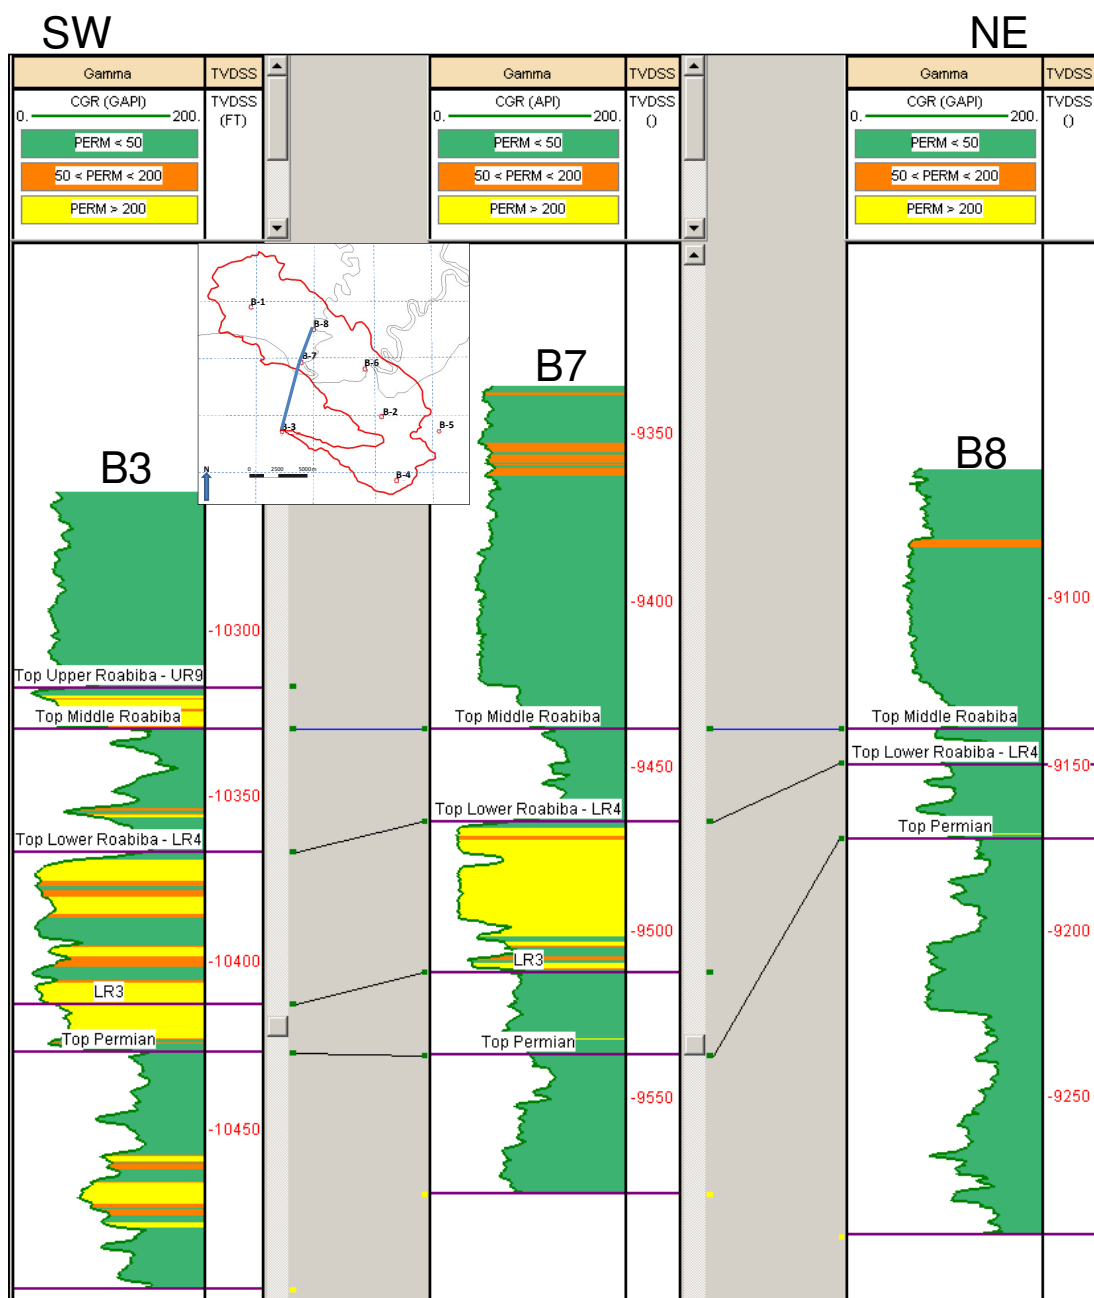 SW
NE
Gamma
TVDSS
Gamma
TVDSS
Gamma
TVDSS
CGR (GAPI)
0.
200.
TVDSS
(FT)
CGR (API)
0.
200.
TVDSS
()
CGR (GAPI)
0.
200.
TVDSS
()
PERM < 50
50 < PERM < 200
PERM > 200
PERM < 50
50 < PERM < 200
PERM > 200
PERM < 50
50 < PERM < 200
PERM > 200
B-1
B-8
B-7
B-6
B-2
B-3
B-5
B-4
N
0 2500 5000m
B3
B7
B8
-10300
Top Upper Roabiba - UR9
Top Middle Roabiba
-10350
Top Lower Roabiba - LR4
-10400
LR3
Top Permian
-10450
-9350
-9400
Top Middle Roabiba
-9450
Top Lower Roabiba - LR4
-9500
LR3
Top Permian
-9550
-9100
Top Middle Roabiba
Top Lower Roabiba - LR4
-9150
Top Permian
-9200
-9250